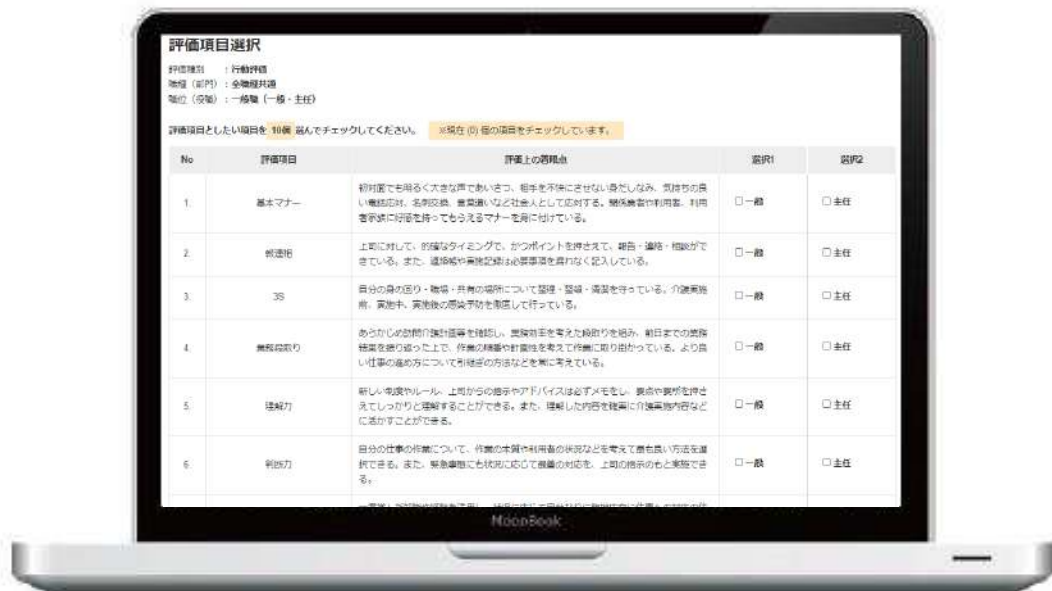 評価項目選択
評価種別 : 行動評価
職種（部門） : 全職種共通
職位（役職） : 一般職（一般・主任）
評価項目としたい項目を 10個 選んでチェックしてください。 ※現在 (0) 個の項目をチェックしています。
No 評価項目 評価上の着眼点 選択1 選択2
1. 基本マナー 初対面でも明るく大きな声であいさつ、相手を不快にさせない身だしなみ、気持ちの良
い電話応対、名刺交換、言葉遣いなど社会人として応対する。関係業者や利用者、利用
者家族に好感を持ってもらえるマナーを身に付けている。
□一般 □主任
2. 報連相 上司に対して、的確なタイミングで、かつポイントを押さえて、報告・連絡・相談がで
きている。また、連絡帳や実施記録は必要事項を漏れなく記入している。
□一般 □主任
3. 3S 自分の身の回り・職場・共有の場所について整理・整頓・清潔を守っている。介護実施
前、実施中、実施後の感染予防を徹底して行っている。
□一般 □主任
4. 業務段取り あらかじめ訪問介護計画等を確認し、業務効率を考えた段取りを組み、前日までの業務
結果を振り返った上で、作業の順番や計画性を考えて作業に取り掛かっている。より良
い仕事の進め方について引継ぎの方法などを常に考えている。
□一般 □主任
5. 理解力 新しい制度やルール、上司からの指示やアドバイスは必ずメモをし、要点や要所を押さ
えてしっかりと理解することができる。また、理解した内容を確実に介護実施内容など
に活かすことができる。
□一般 □主任
6. 判断力 自分の仕事の作業について、作業の本質や利用者の状況などを考えて最も良い方法を選
択できる。また、緊急事態にも状況に応じて最善の対応を、上司の指示のもと実施でき
る。
□一般 □主任
MoonBook